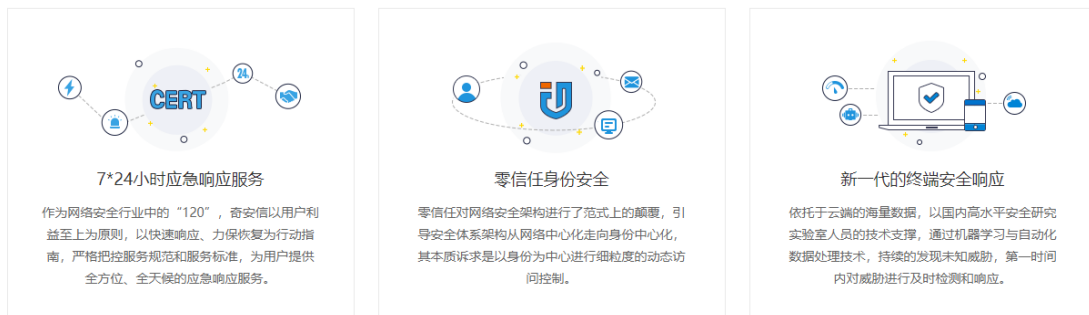 CERT
24
7*24小时应急响应服务
作为网络安全行业中的“120”，奇安信以用户利
益至上为原则，以快速响应、力保恢复为行动指
南，严格把控服务规范和服务标准，为用户提供
全方位、全天候的应急响应服务。
零信任身份安全
零信任对网络安全架构进行了范式上的颠覆，引
导安全体系架构从网络中心化走向身份中心化，
其本质诉求是以身份为中心进行细粒度的动态访
问控制。
新一代的终端安全响应
依托于云端的海量数据，以国内高水平安全研究
实验室人员的技术支撑，通过机器学习与自动化
数据处理技术，持续的发现未知威胁，第一时间
内对威胁进行及时检测和响应。